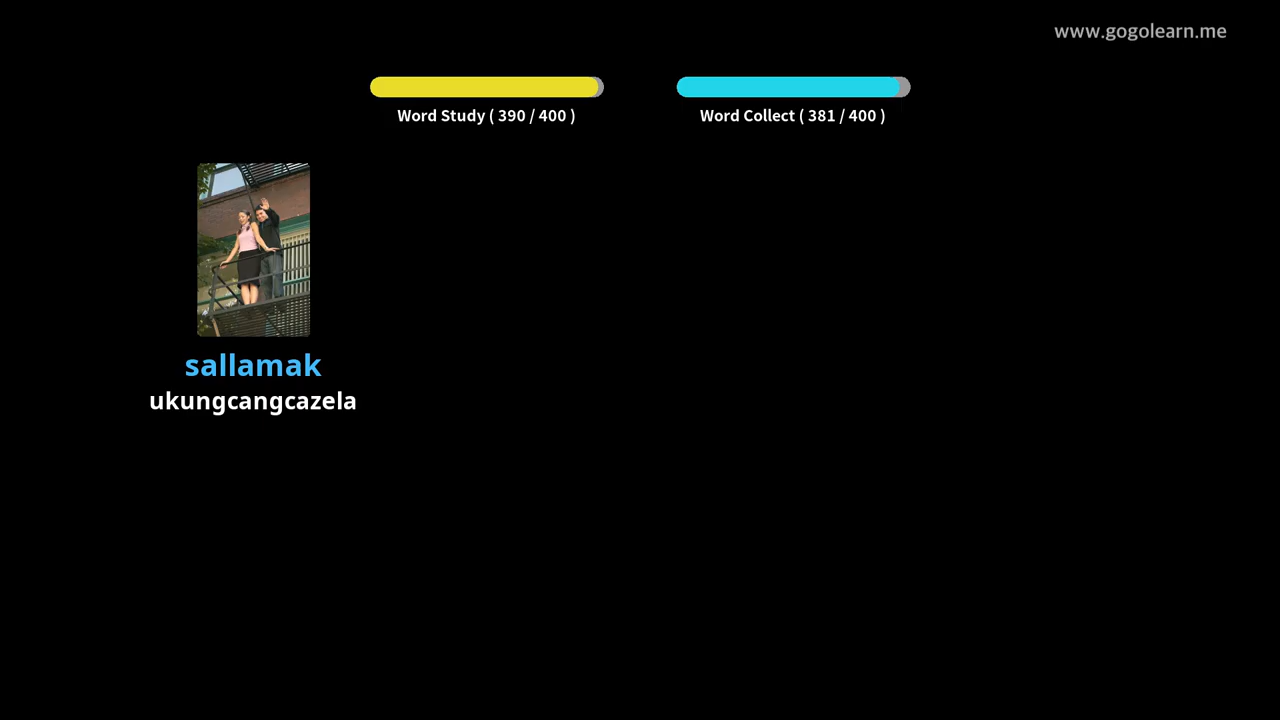 www.gogolearn.me
Word Study ( 390 / 400 )
Word Collect ( 381 / 400 )
sallamak
ukungcangcazela